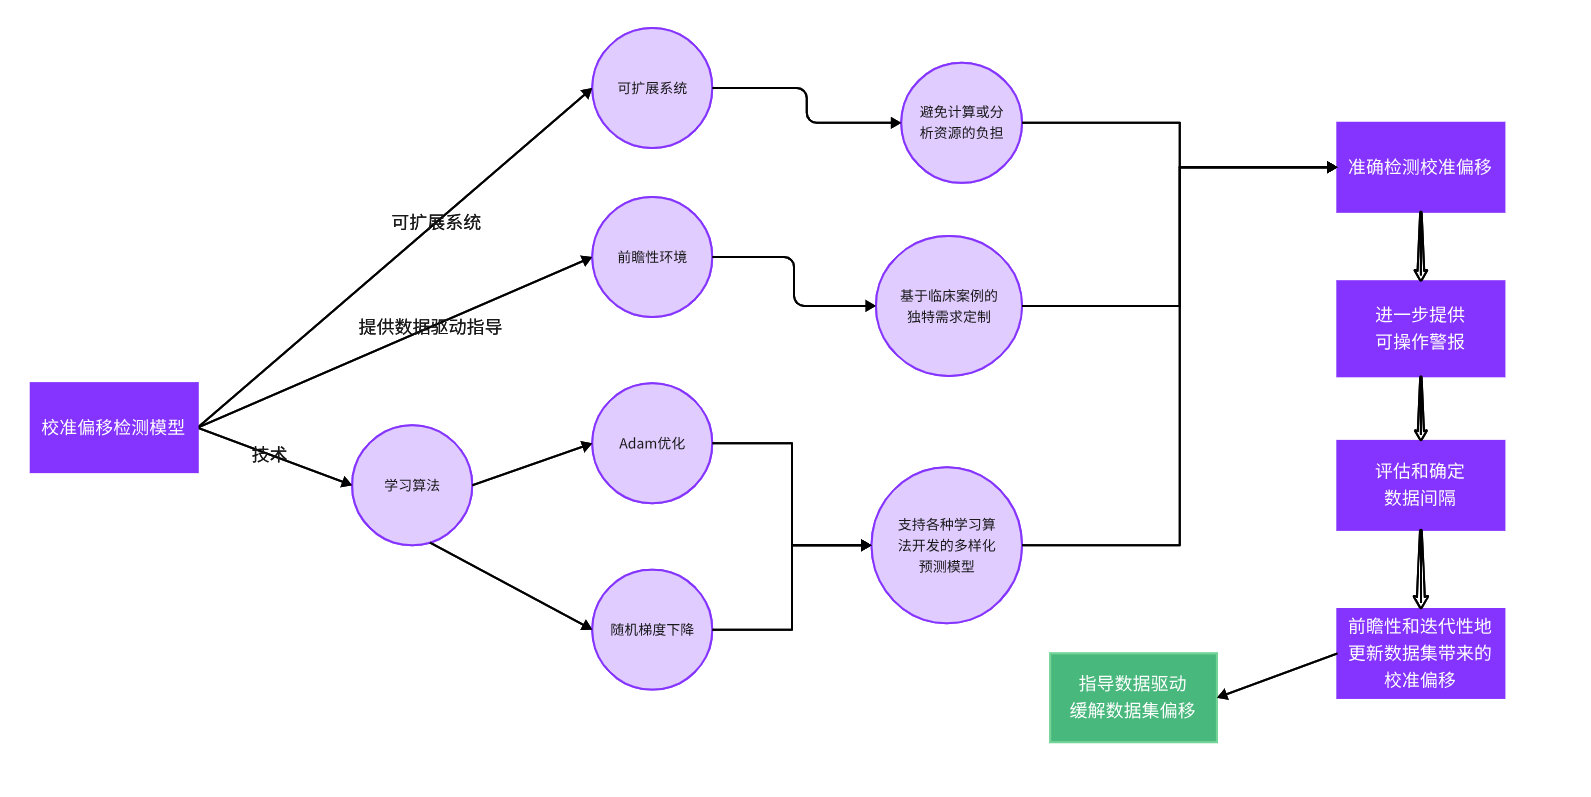 可扩展系统
避免计算或分
析资源的负担
准确检测校准偏移
可扩展系统
前瞻性环境
基于临床案例的
独特需求定制
进一步提供
可操作警报
提供数据驱动指导
校准偏移检测模型
技术
学习算法
Adam优化
评估和确定
数据间隔
支持各种学习算
法开发的多样化
预测模型
随机梯度下降
前瞻性和迭代性地
更新数据集带来的
校准偏移
指导数据驱动
缓解数据集偏移